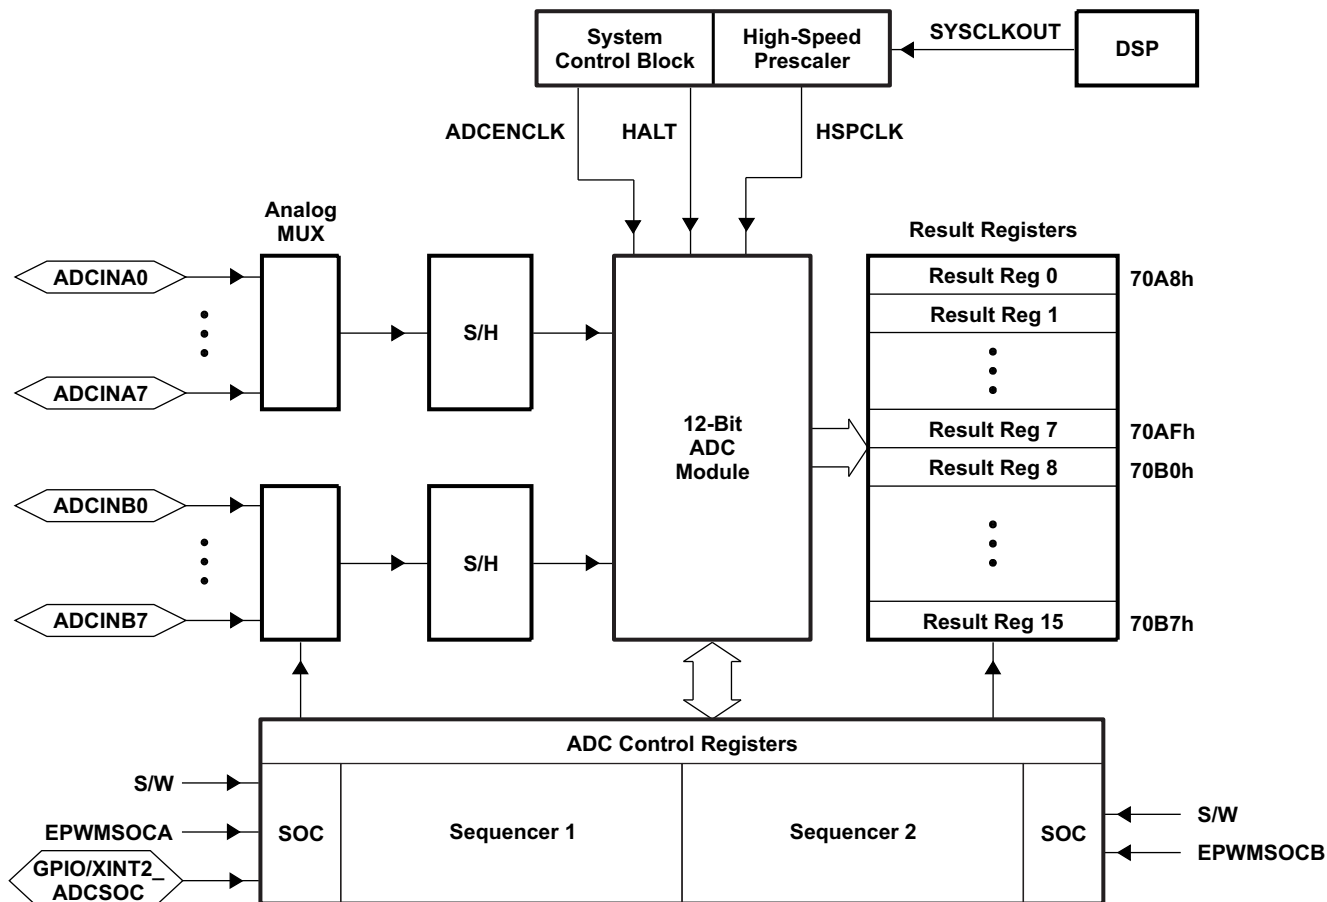 System
Control Block
High-Speed
Prescaler
SYSCLKOUT
DSP
ADCENCLK
HALT
HSPCLK
Analog
MUX
Result Registers
ADCINA0
ADCINA7
S/H
12-Bit
ADC
Module
Result Reg 0
70A8h
Result Reg 1
Result Reg 7
70AFh
Result Reg 8
70B0h
Result Reg 15
70B7h
ADCINB0
ADCINB7
S/H
ADC Control Registers
S/W
EPWMSOCA
GPIO/XINT2_
ADCSOC
SOC
Sequencer 1
Sequencer 2
SOC
S/W
EPWMSOCB